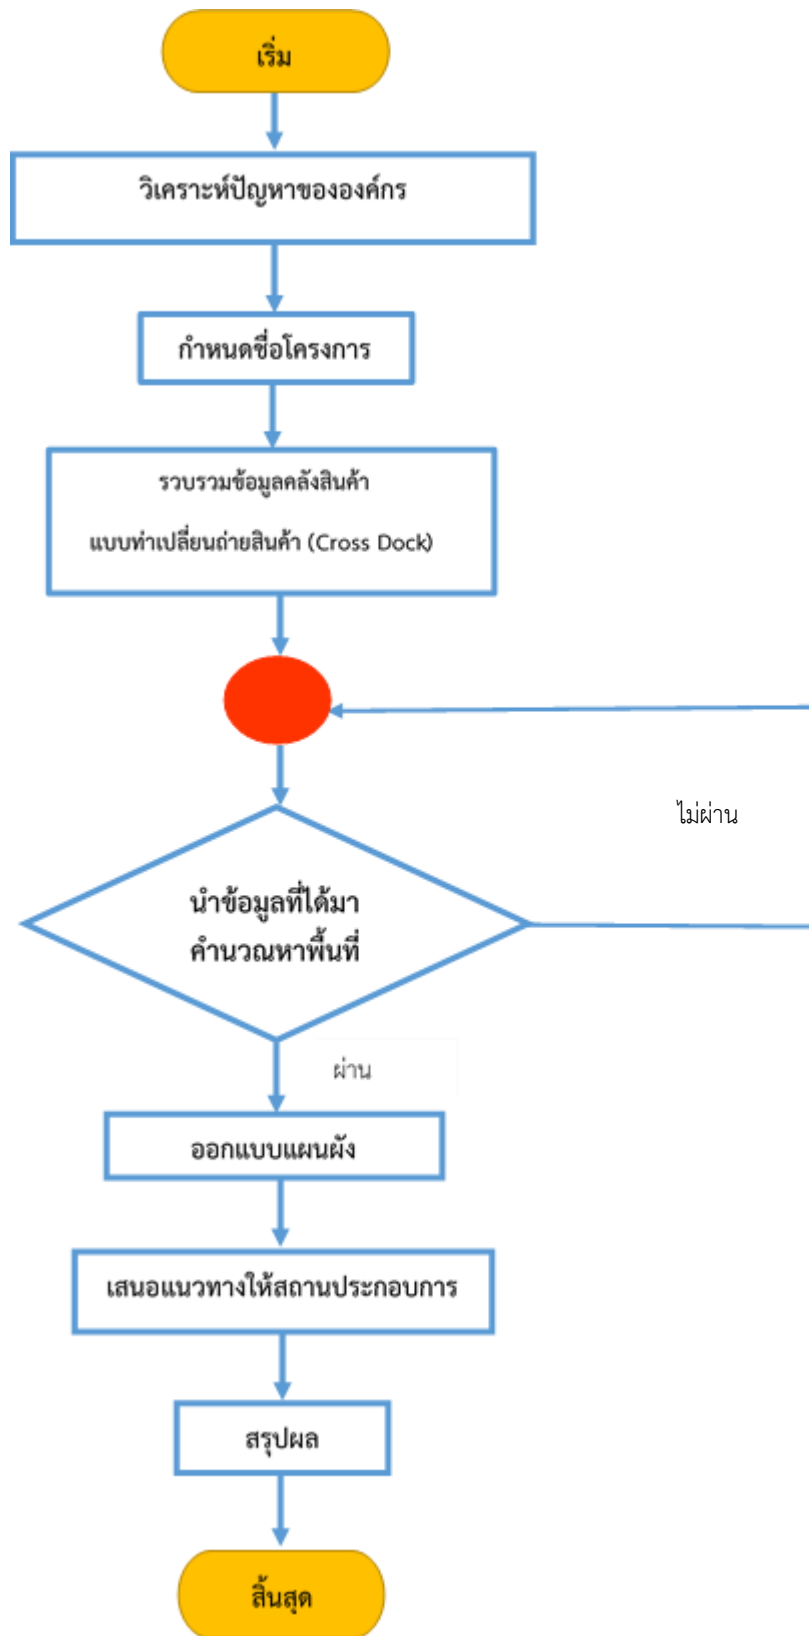 เริ่ม
วิเคราะห์ปัญหาขององค์กร
กำหนดชื่อโครงการ
รวบรวมข้อมูลคลังสินค้า
แบบท่าเปลี่ยนถ่ายสินค้า (Cross Dock)
ไม่ผ่าน
นำข้อมูลที่ได้มา
คำนวณหาพื้นที่
ผ่าน
ออกแบบแผนผัง
เสนอแนวทางให้สถานประกอบการ
สรุปผล
สิ้นสุด